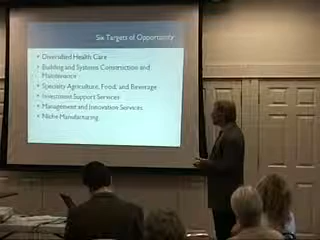 Six Targets of Opportunity
• Diversified Health Care
• Building and Systems Construction and
Maintenance
• Specialty Agriculture, Food, and Beverage
• Investment Support Services
• Management and Innovation Services
• Niche Manufacturing